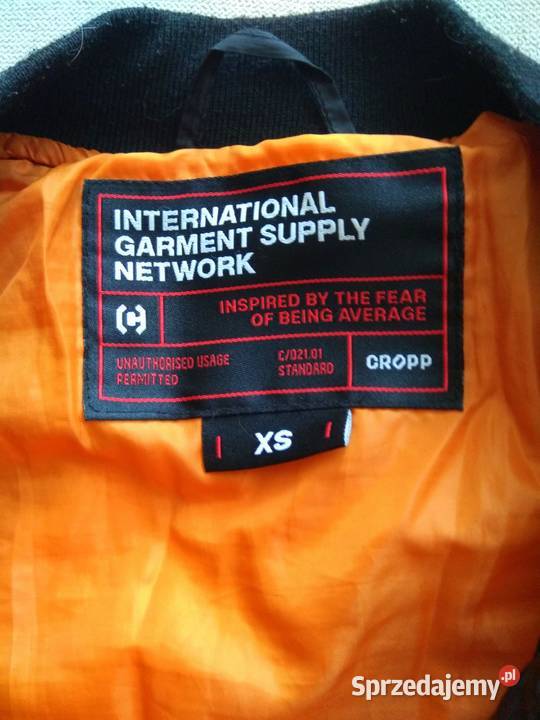 INTERNATIONAL
GARMENT SUPPLY
NETWORK
INSPIRED BY THE FEAR
OF BEING AVERAGE
UNAUTHORISED USAGE
PERMITTED
C/021.01
STANDARD
CROPP
XS
Sprzedajemy.pl